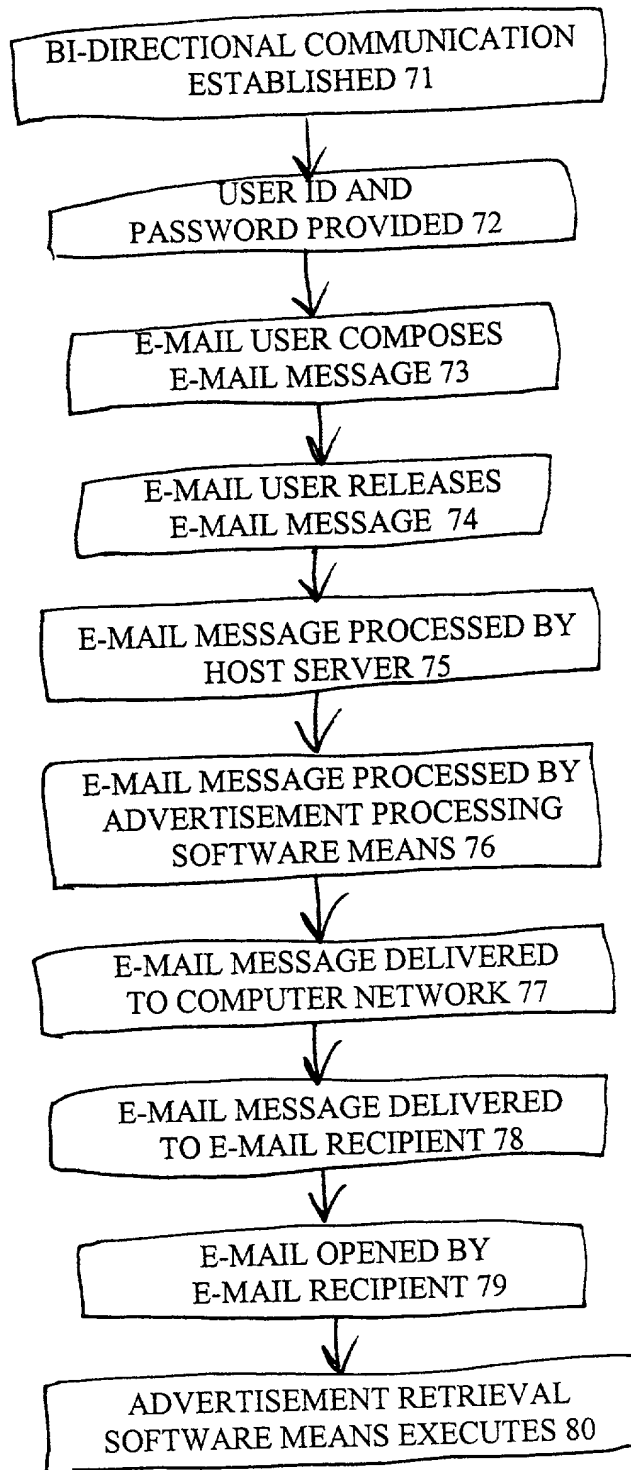 BI-DIRECTIONAL COMMUNICATION
ESTABLISHED 71
USER ID AND
PASSWORD PROVIDED 72
E-MAIL USER COMPOSES
E-MAIL MESSAGE 73
E-MAIL USER RELEASES
E-MAIL MESSAGE 74
E-MAIL MESSAGE PROCESSED BY
HOST SERVER 75
E-MAIL MESSAGE PROCESSED BY
ADVERTISEMENT PROCESSING
SOFTWARE MEANS 76
E-MAIL MESSAGE DELIVERED
TO COMPUTER NETWORK 77
E-MAIL MESSAGE DELIVERED
TO E-MAIL RECIPIENT 78
E-MAIL OPENED BY
E-MAIL RECIPIENT 79
ADVERTISEMENT RETRIEVAL
SOFTWARE MEANS EXECUTES 80